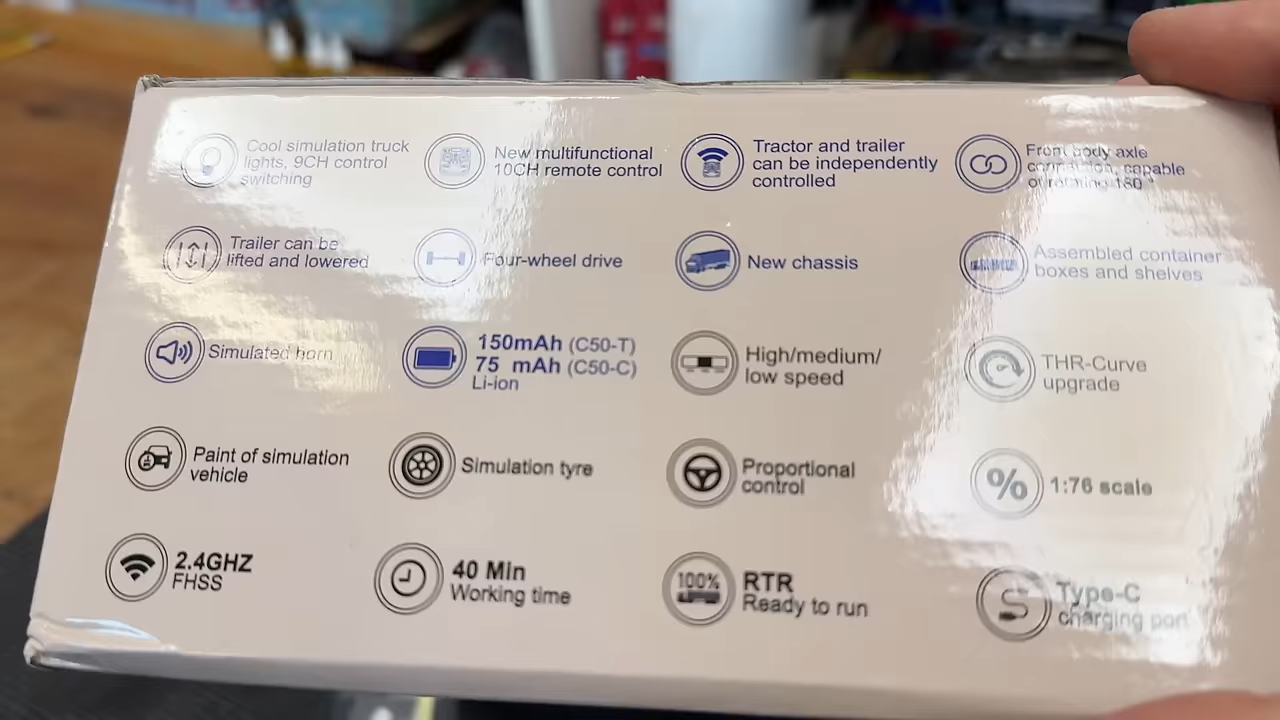 Cool simulation truck
lights, 9CH control
switching
New multifunctional
10CH remote control
Tractor and trailer
can be independently
controlled
Front body axle
connection, capable
of rotating 180°
Trailer can be
lifted and lowered
Four-wheel drive
New chassis
Assembled container
boxes and shelves
Simulated horn
150mAh (C50-T)
75 mAh (C50-C)
Li-ion
High/medium/
low speed
THR-Curve
upgrade
Paint of simulation
vehicle
Simulation tyre
Proportional
control
%
1:76 scale
2.4GHZ
FHSS
40 Min
Working time
100%
RTR
Ready to run
Type-C
charging port